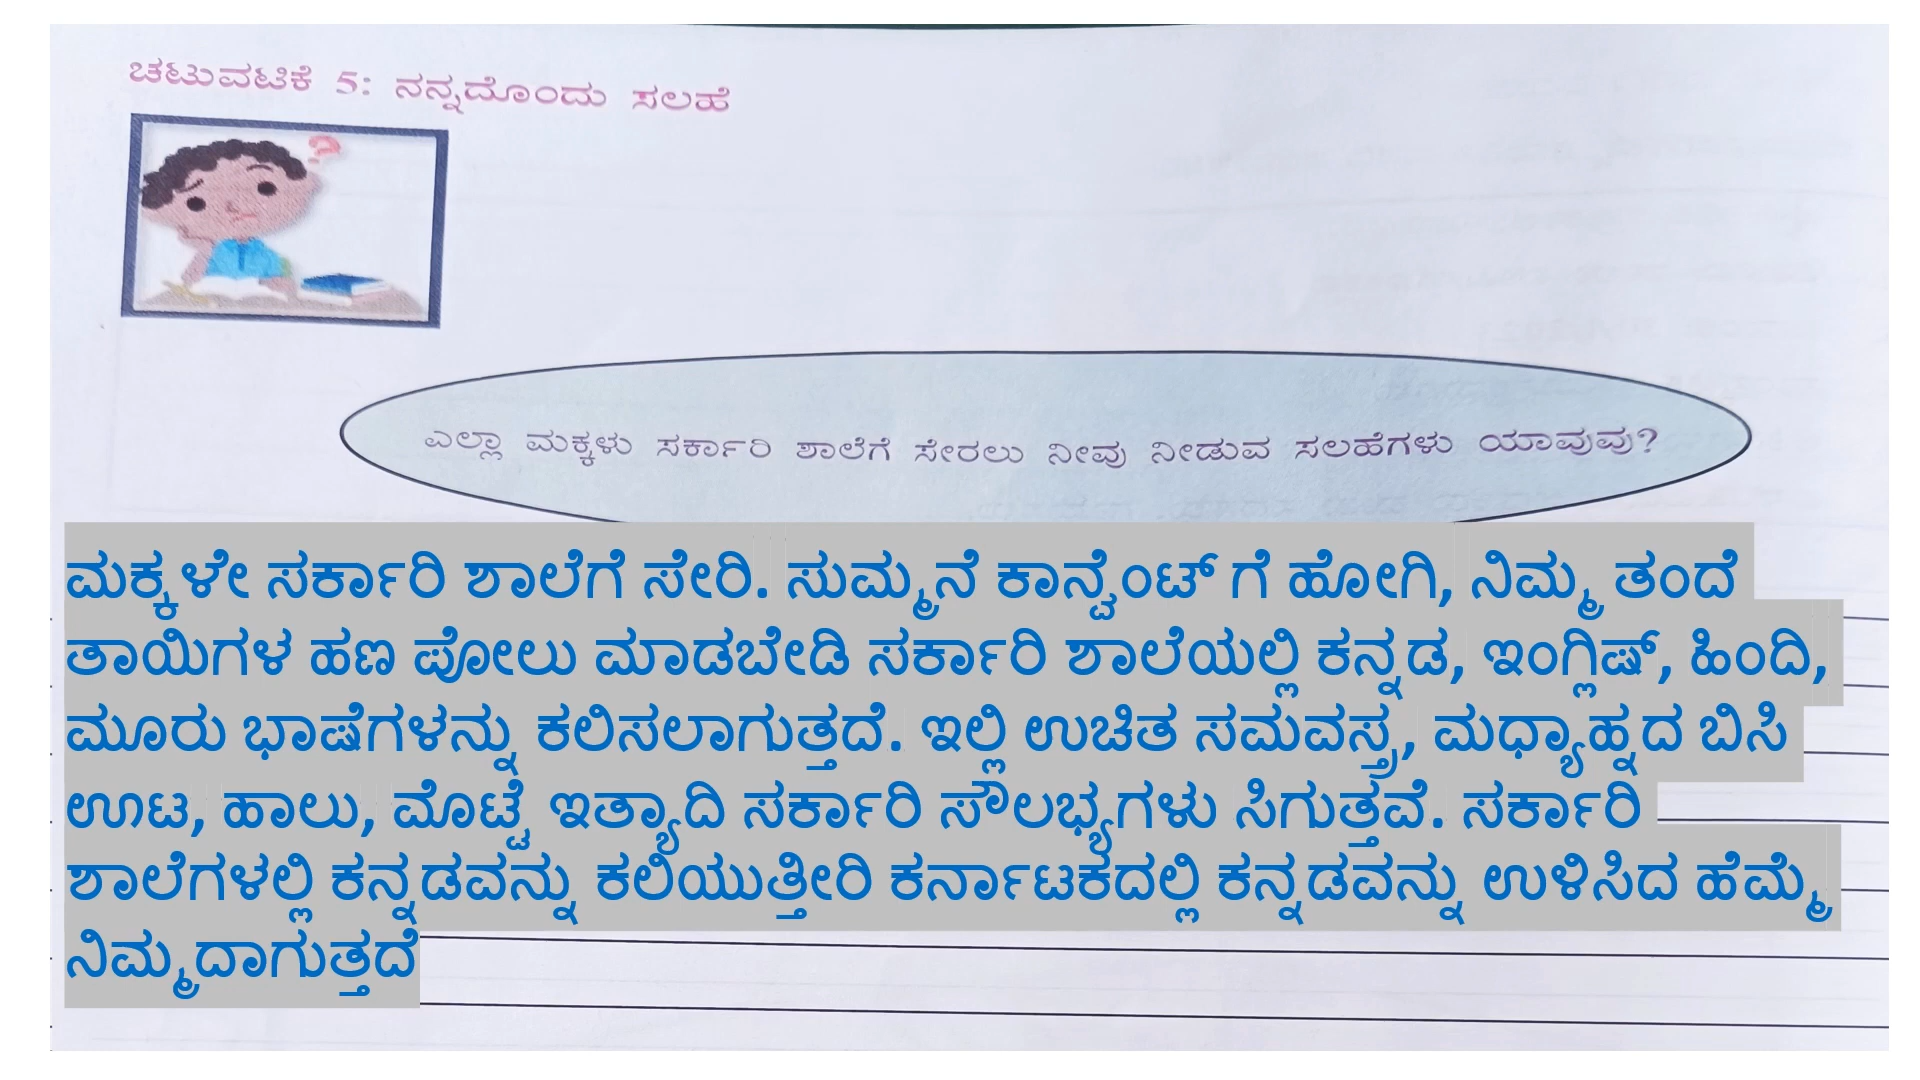 ಚಟುವಟಿಕೆ 5: ನನ್ನದೊಂದು ಸಲಹೆ
ಎಲ್ಲಾ ಮಕ್ಕಳು ಸರ್ಕಾರಿ ಶಾಲೆಗೆ ಸೇರಲು ನೀವು ನೀಡುವ ಸಲಹೆಗಳು ಯಾವುವು?
ಮಕ್ಕಳೇ ಸರ್ಕಾರಿ ಶಾಲೆಗೆ ಸೇರಿ. ಸುಮ್ಮನೆ ಕಾನ್ವೆಂಟ್ ಗೆ ಹೋಗಿ, ನಿಮ್ಮ ತಂದೆ
ತಾಯಿಗಳ ಹಣ ಪೋಲು ಮಾಡಬೇಡಿ ಸರ್ಕಾರಿ ಶಾಲೆಯಲ್ಲಿ ಕನ್ನಡ, ಇಂಗ್ಲಿಷ್, ಹಿಂದಿ,
ಮೂರು ಭಾಷೆಗಳನ್ನು ಕಲಿಸಲಾಗುತ್ತದೆ. ಇಲ್ಲಿ ಉಚಿತ ಸಮವಸ್ತ್ರ, ಮಧ್ಯಾಹ್ನದ ಬಿಸಿ
ಊಟ, ಹಾಲು, ಮೊಟ್ಟೆ ಇತ್ಯಾದಿ ಸರ್ಕಾರಿ ಸೌಲಭ್ಯಗಳು ಸಿಗುತ್ತವೆ. ಸರ್ಕಾರಿ
ಶಾಲೆಗಳಲ್ಲಿ ಕನ್ನಡವನ್ನು ಕಲಿಯುತ್ತೀರಿ ಕರ್ನಾಟಕದಲ್ಲಿ ಕನ್ನಡವನ್ನು ಉಳಿಸಿದ ಹೆಮ್ಮೆ
ನಿಮ್ಮದಾಗುತ್ತದೆ